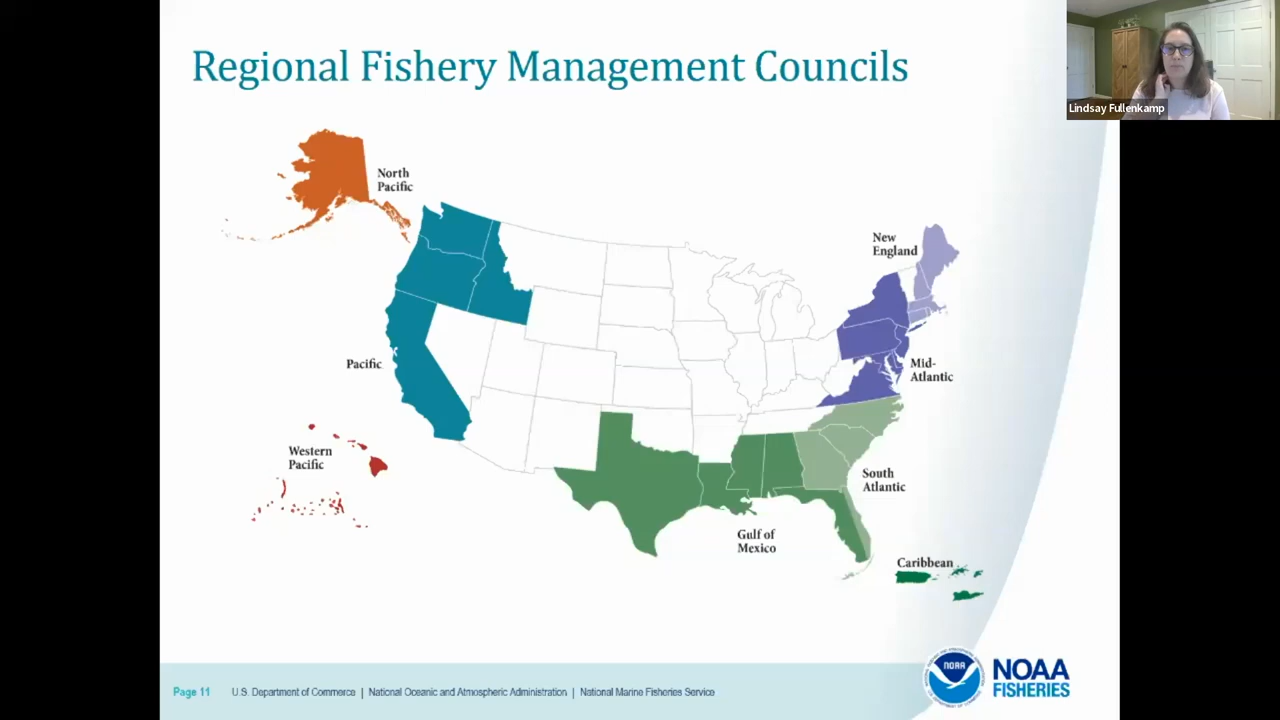 Regional Fishery Management Councils
Lindsay Fullenkamp
North
Pacific
New
England
Pacific
Mid-
Atlantic
Western
Pacific
South
Atlantic
Gulf of
Mexico
Caribbean
Page 11
U.S. Department of Commerce | National Oceanic and Atmospheric Administration | National Marine Fisheries Service
NOAA
NOAA
FISHERIES